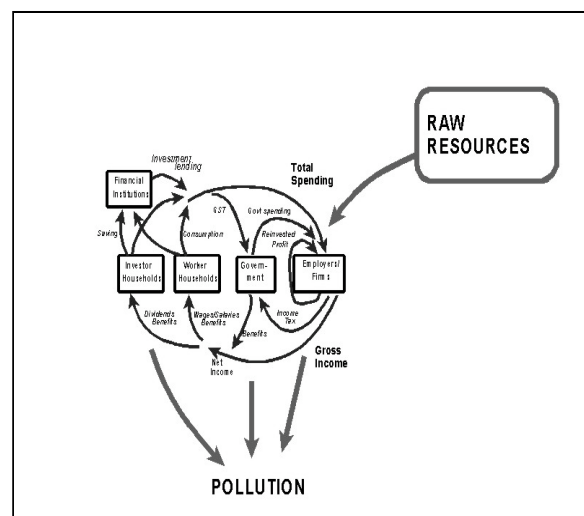 RAW
RESOURCES
Investment
lending
Total
Spending
Financial
Institutions
GST
Govt spending
Saving
Consumption
Reinvested
Profit
Investor
Households
Worker
Households
Govern-
ment
Employers/
Firms
Dividends
Benefits
Wages/Salaries
Benefits
Benefits
Income
Tax
Net
Income
Gross
Income
POLLUTION